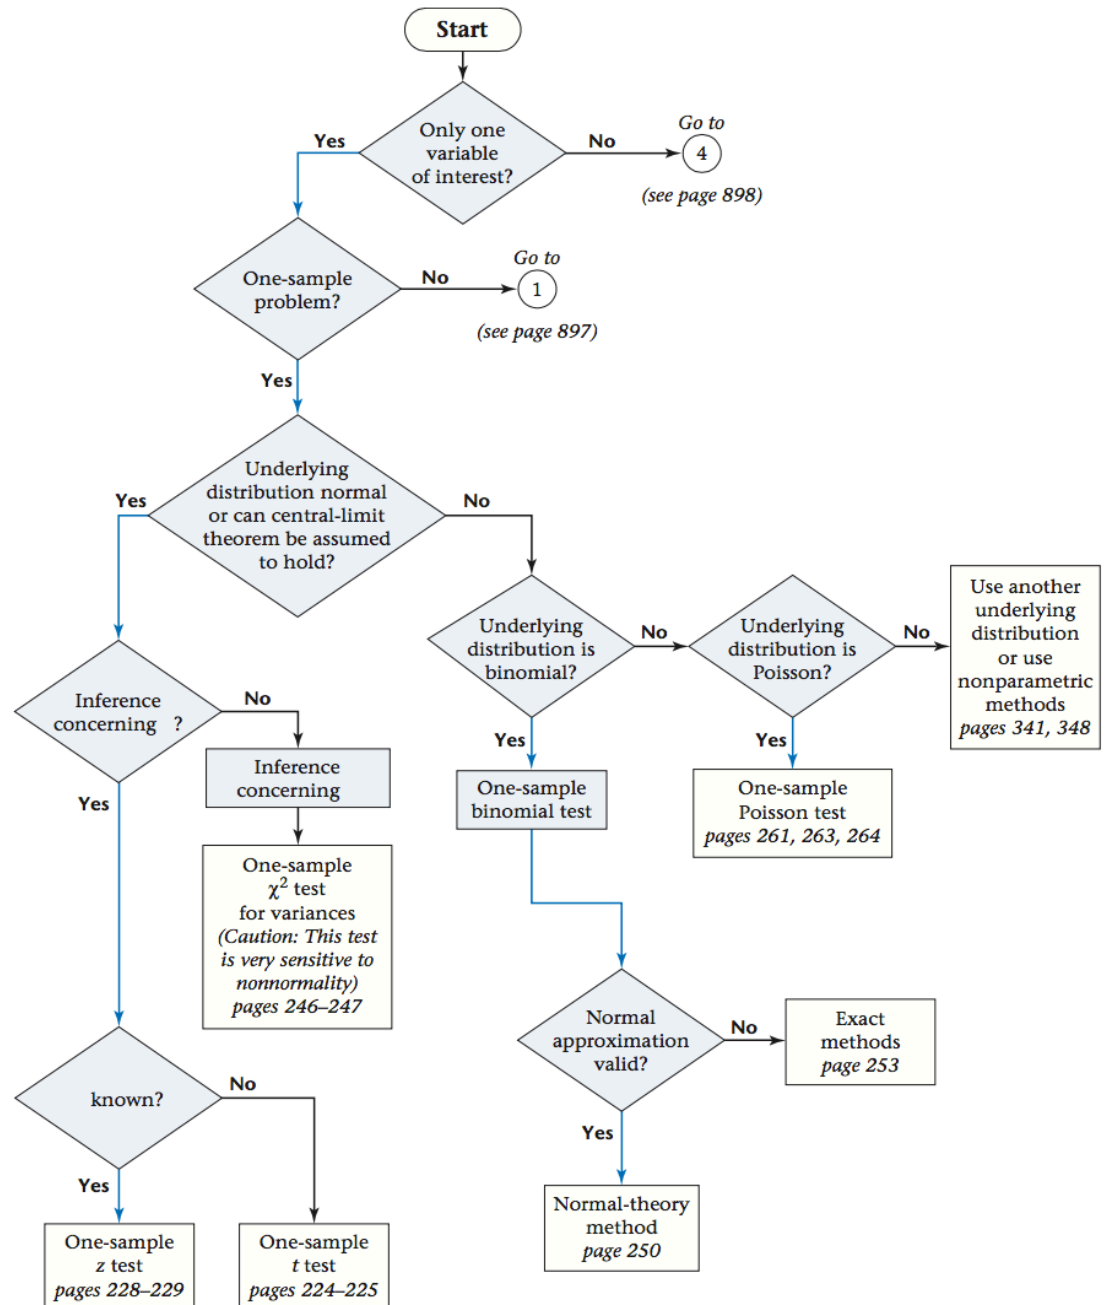 Start
Only one
variable
of interest?
Yes
No
Go to
4
(see page 898)
One-sample
problem?
No
Go to
1
(see page 897)
Yes
Underlying
distribution normal
or can central-limit
theorem be assumed
to hold?
Yes
No
Underlying
distribution is
binomial?
No
Underlying
distribution is
Poisson?
No
Use another
underlying
distribution
or use
nonparametric
methods
pages 341, 348
Inference
concerning ?
No
Inference
concerning
Yes
One-sample
χ² test
for variances
(Caution: This test
is very sensitive to
nonnormality)
pages 246–247
Yes
One-sample
binomial test
Yes
One-sample
Poisson test
pages 261, 263, 264
Normal
approximation
valid?
No
Exact
methods
page 253
Yes
Normal-theory
method
page 250
known?
No
Yes
One-sample
z test
pages 228–229
One-sample
t test
pages 224–225